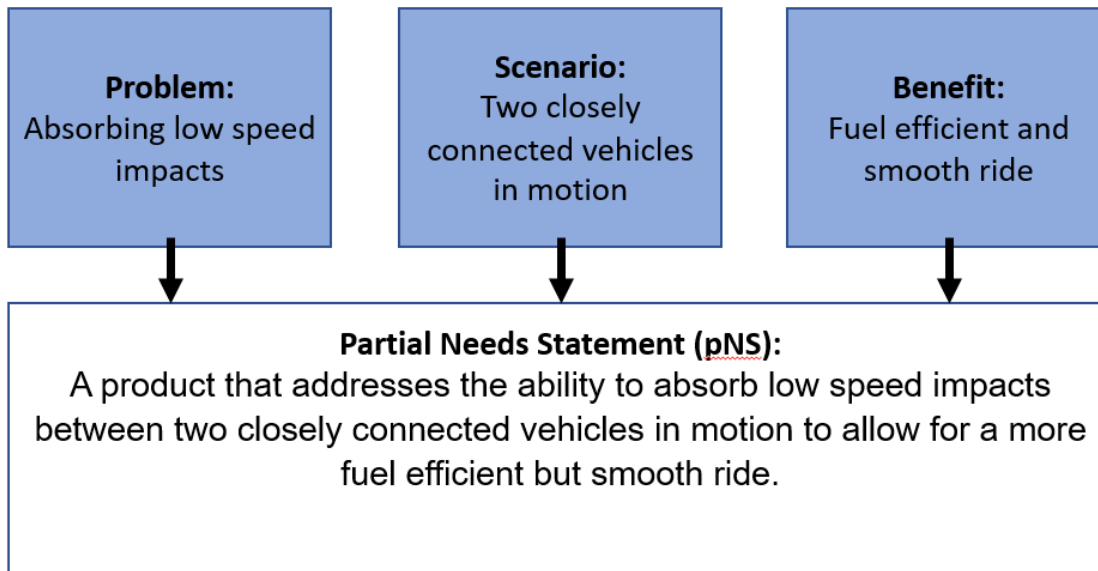 Problem:
Absorbing low speed
impacts
Scenario:
Two closely
connected vehicles
in motion
Benefit:
Fuel efficient and
smooth ride
Partial Needs Statement (pNS):
A product that addresses the ability to absorb low speed impacts
between two closely connected vehicles in motion to allow for a more
fuel efficient but smooth ride.